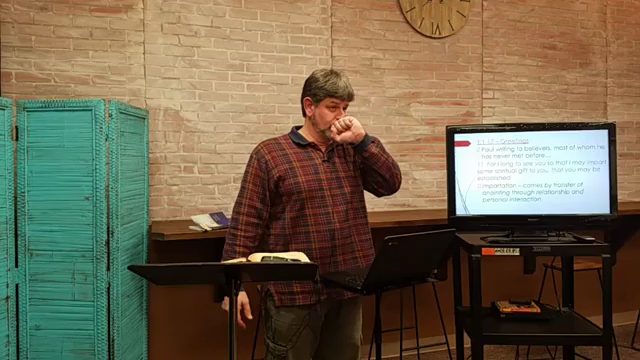 1:1-17 – Greetings
Paul writing to believers, most of whom he
has never met before…
11 For I long to see you so that I may impart
some spiritual gift to you, that you may be
established
Impartation – comes by transfer of
anointing through relationship and
personal interaction.